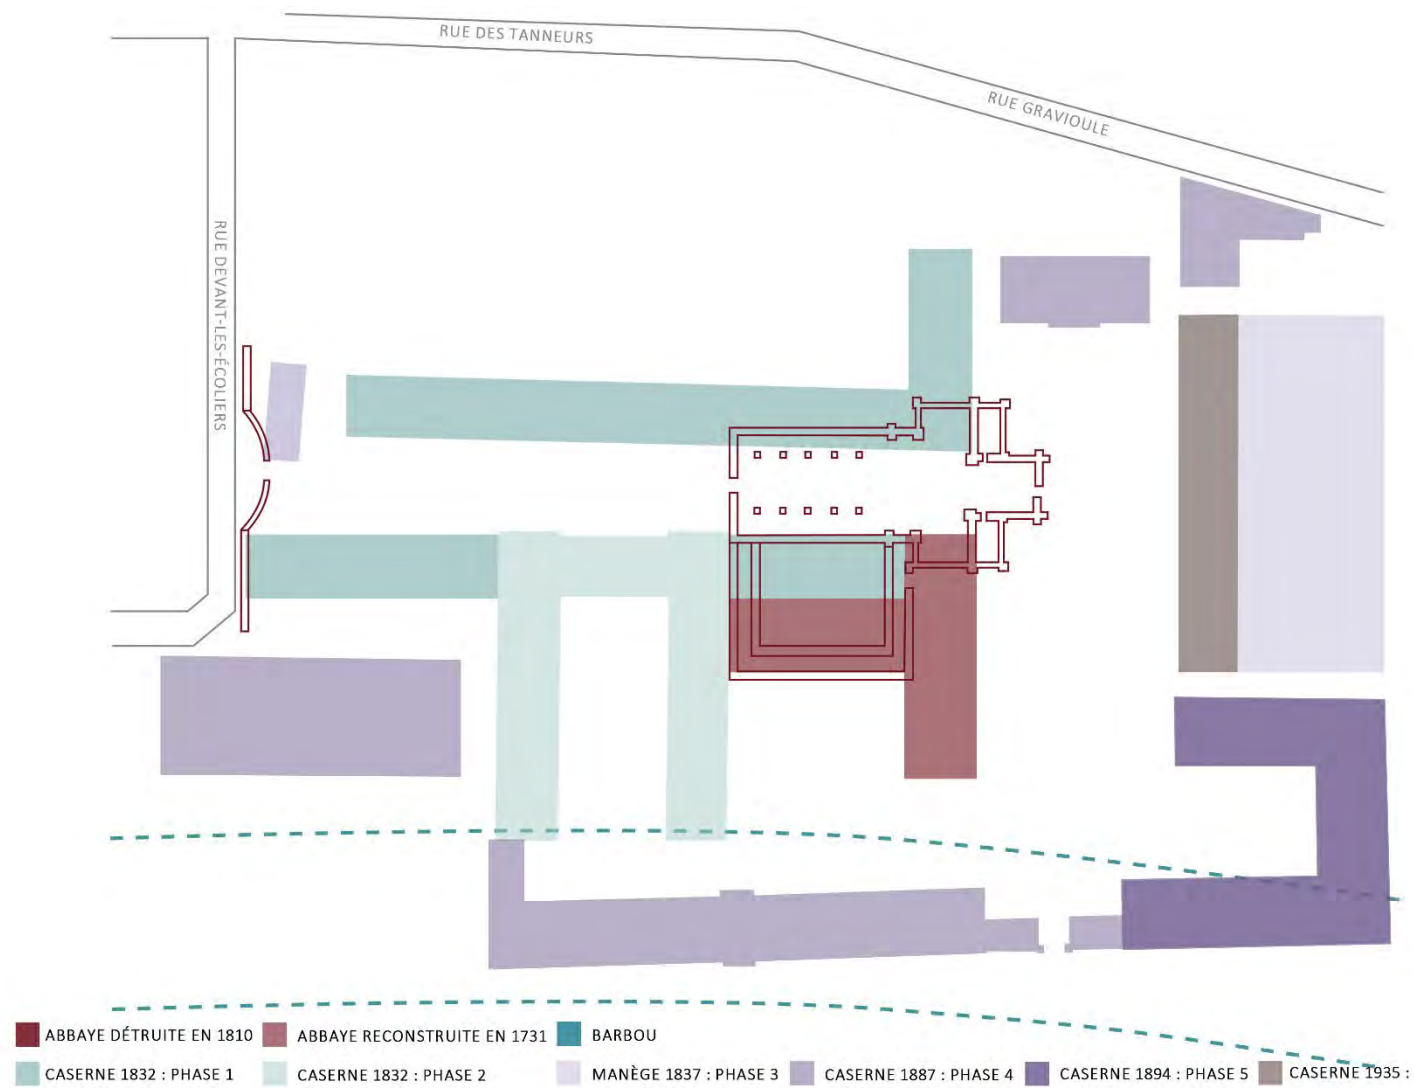 RUE DES TANNEURS
RUE GRAVIOULE
RUE DEVANT-LES-ÉCOLIERS
ABBAYE DÉTRUITE EN 1810
ABBAYE RECONSTRUITE EN 1731
BARBOU
CASERNE 1832 : PHASE 1
CASERNE 1832 : PHASE 2
MANÈGE 1837 : PHASE 3
CASERNE 1887 : PHASE 4
CASERNE 1894 : PHASE 5
CASERNE 1935 :